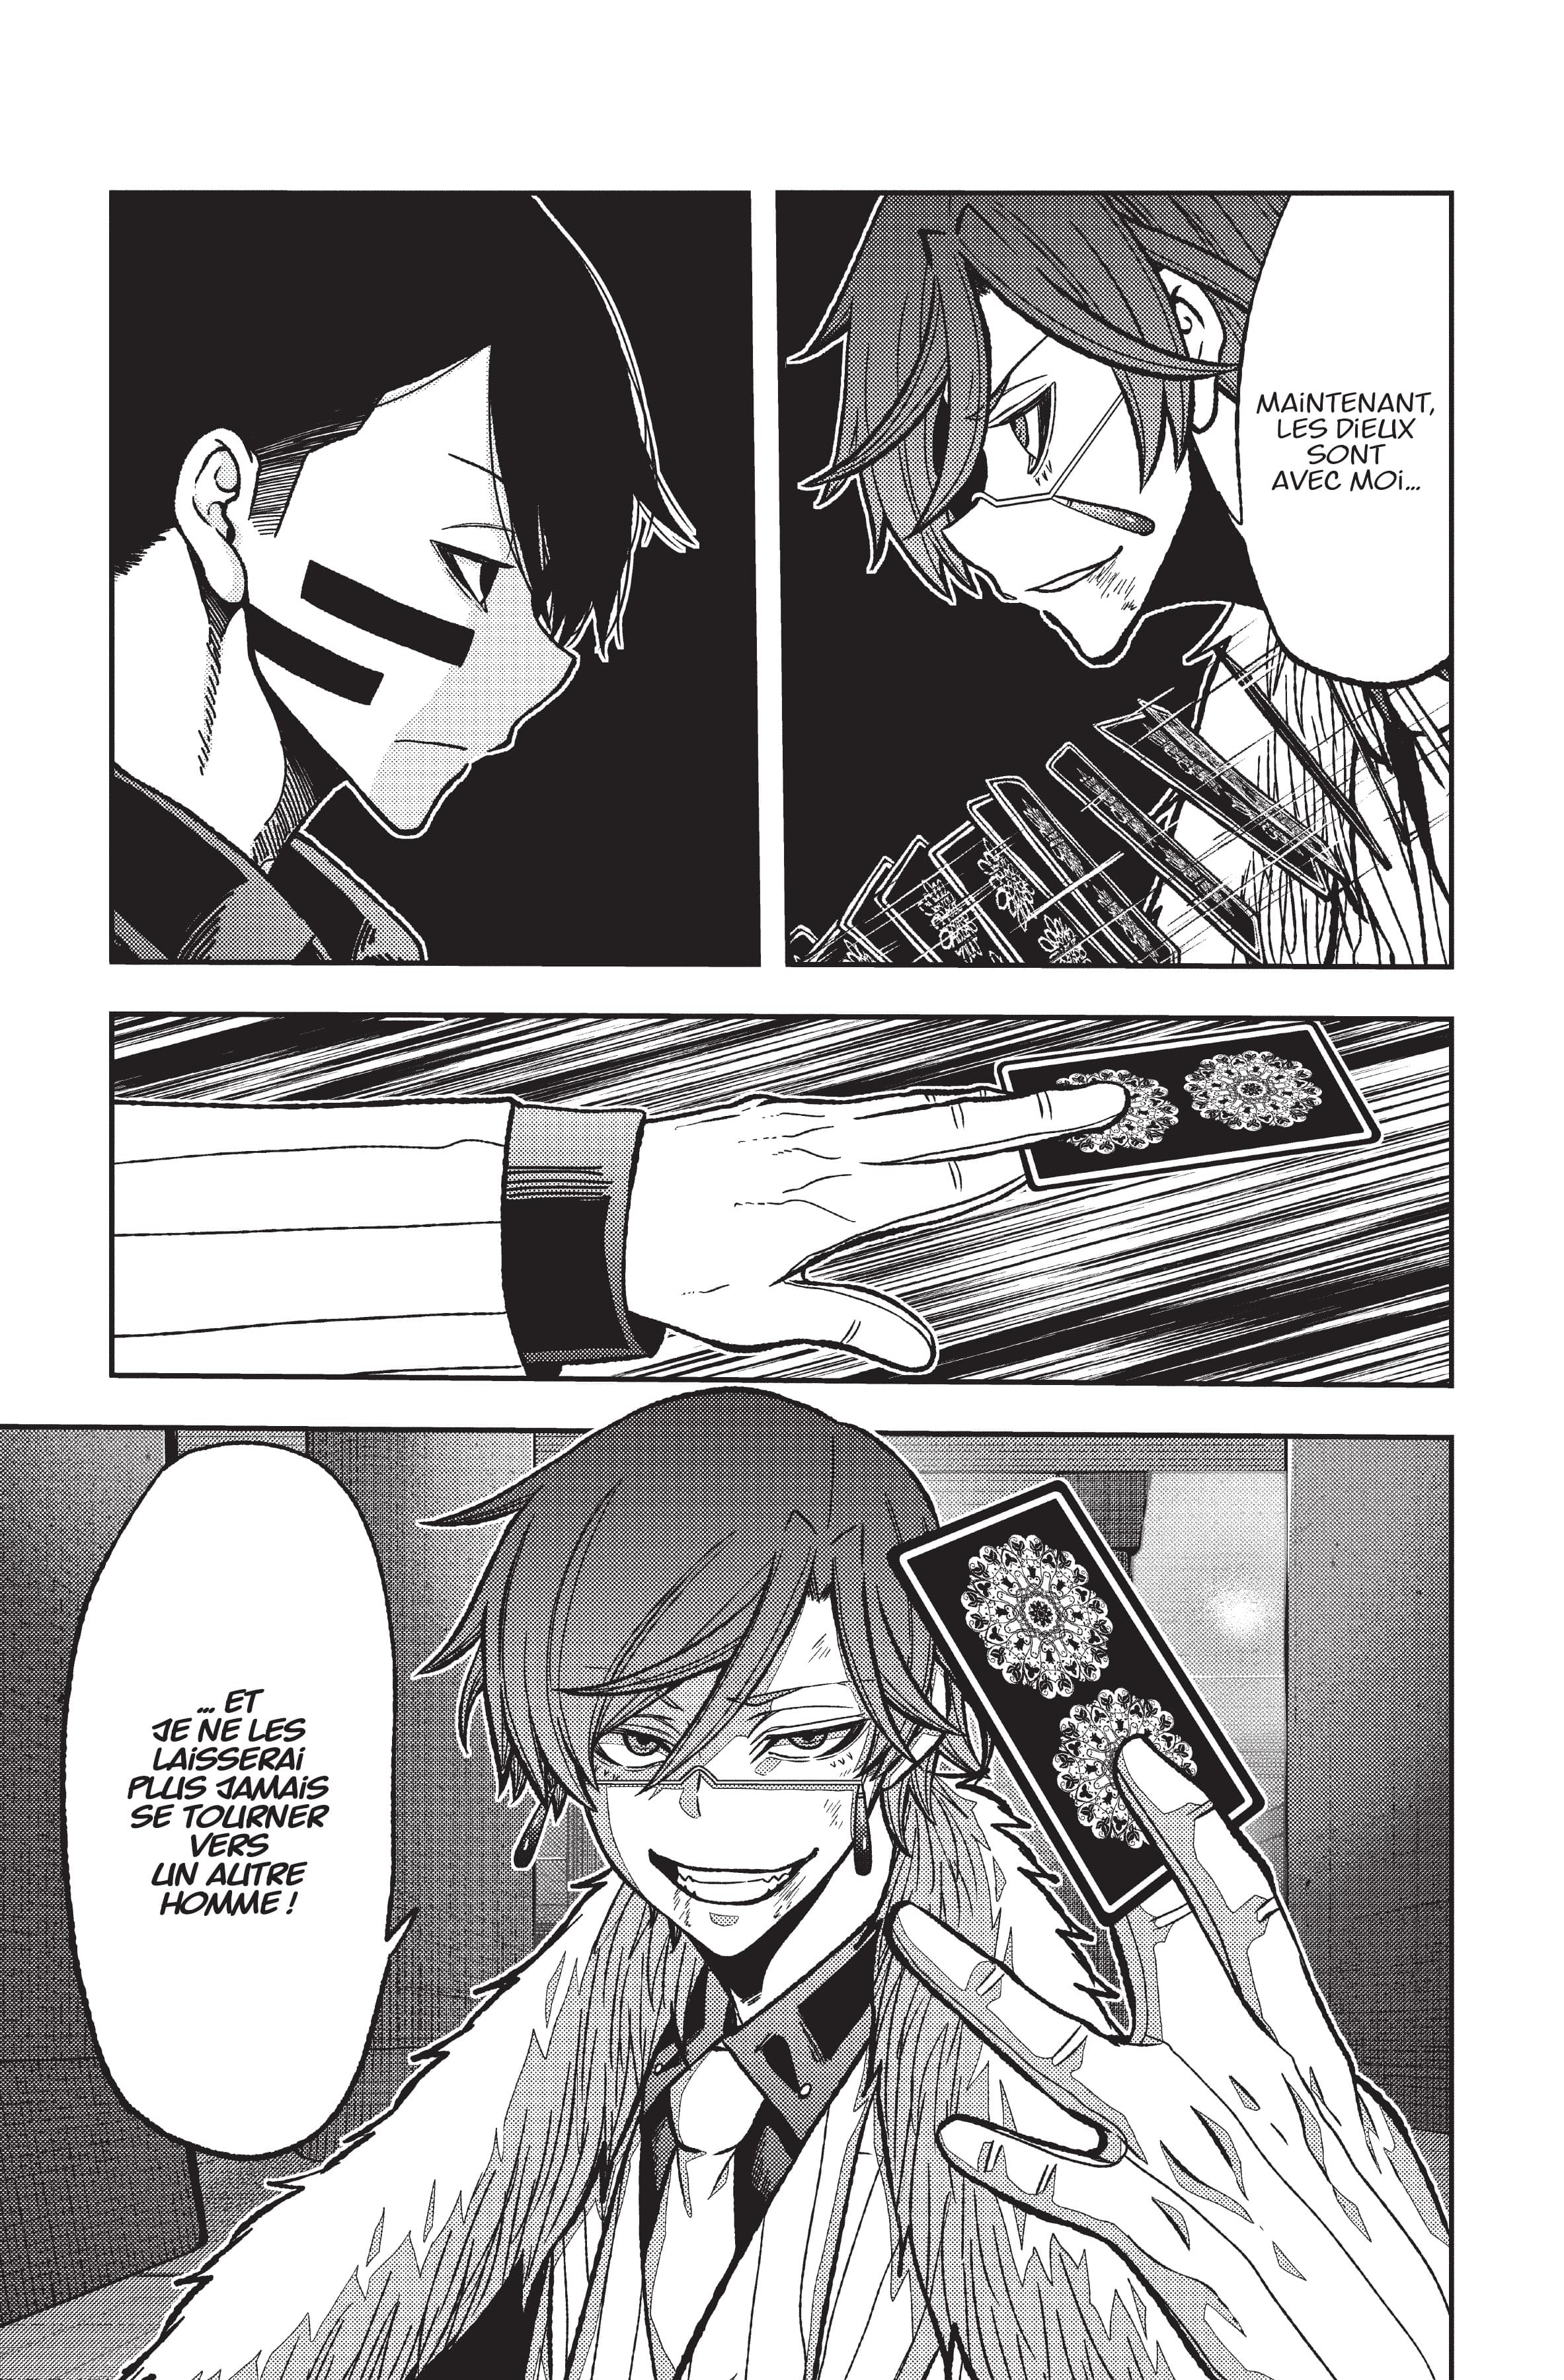 MAINTENANT,
LES DIEUX
SONT
AVEC MOI...
... ET
JE NE LES
LAISSERAI
PLUS JAMAIS
SE TOURNER
VERS
UN AUTRE
HOMME !